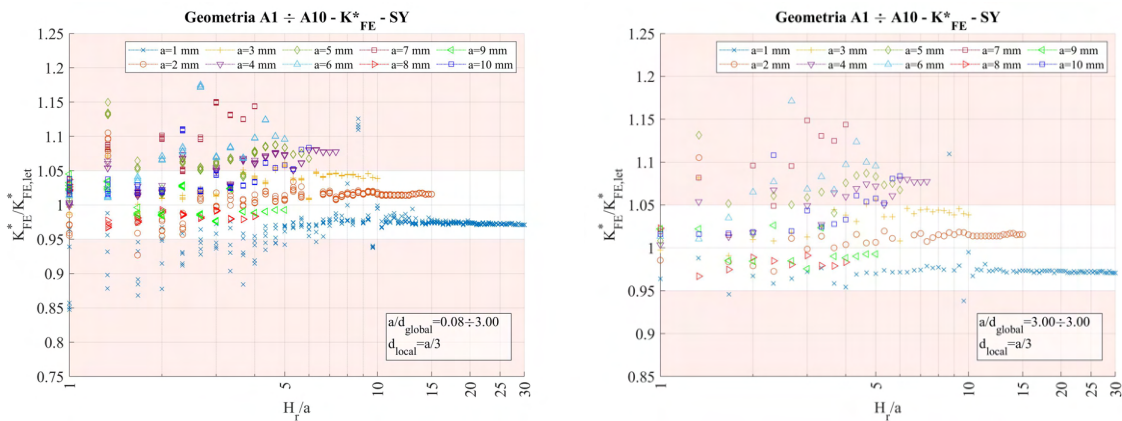 Geometria A1 ÷ A10 - K*FE - SY
1.25
1.2
1.15
1.1
1.05
1
0.95
0.9
0.85
0.8
0.75
K*FE/K*FE,let
a=1 mm a=3 mm a=5 mm a=7 mm a=9 mm
a=2 mm a=4 mm a=6 mm a=8 mm a=10 mm
a/dglobal=0.08÷3.00
dlocal=a/3
1 2 3 5 10 15 20 25 30
Hr/a
Geometria A1 ÷ A10 - K*FE - SY
1.25
1.2
1.15
1.1
1.05
1
0.95
0.9
0.85
K*FE/K*FE,let
a=1 mm a=3 mm a=5 mm a=7 mm a=9 mm
a=2 mm a=4 mm a=6 mm a=8 mm a=10 mm
a/dglobal=3.00÷3.00
dlocal=a/3
1 2 3 5 10 15 20 25 30
Hr/a